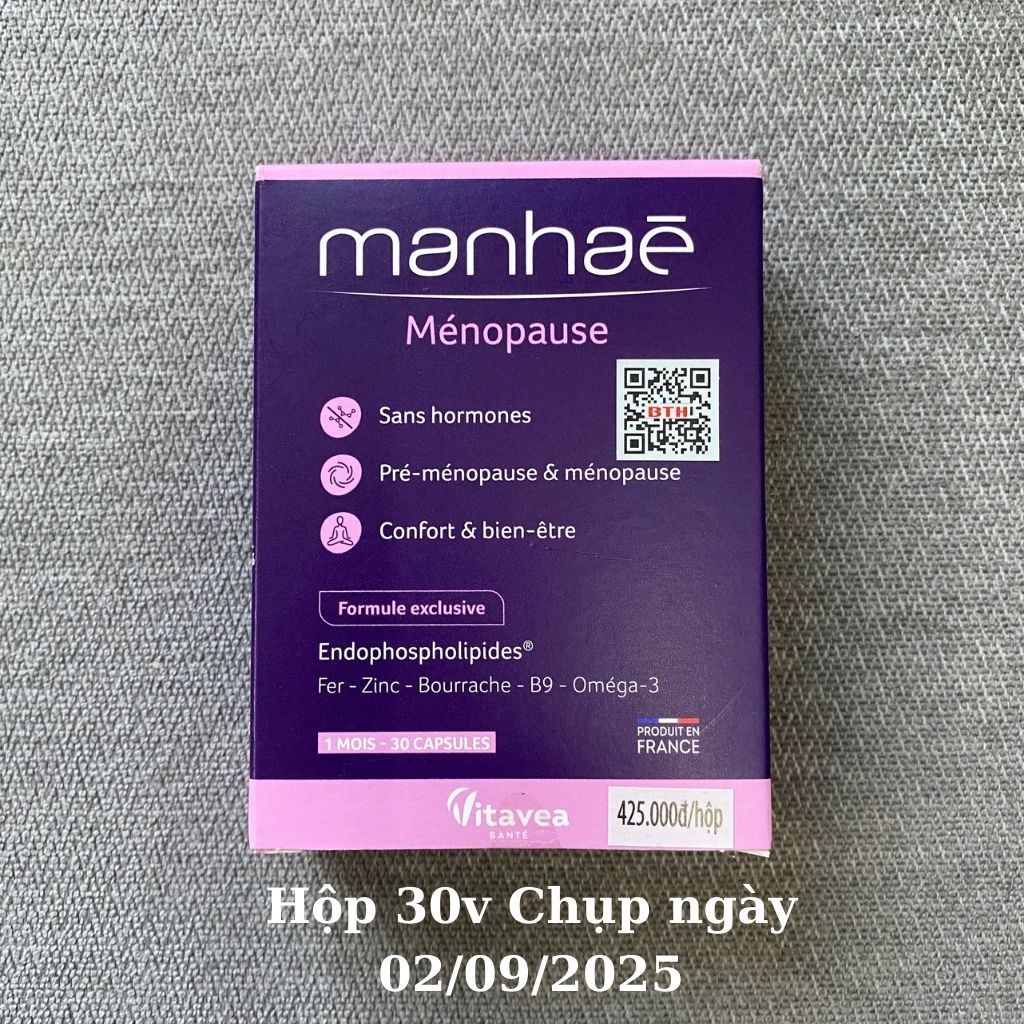 manhaē
Ménopause
BTH
Sans hormones
Pré-ménopause & ménopause
Confort & bien-être
Formule exclusive
Endophospholipides®
Fer - Zinc - Bourrache - B9 - Oméga-3
1 MOIS - 30 CAPSULES
PRODUIT EN
FRANCE
Vitavea
SANTÉ
425.000đ/hộp
Hộp 30v Chụp ngày
02/09/2025